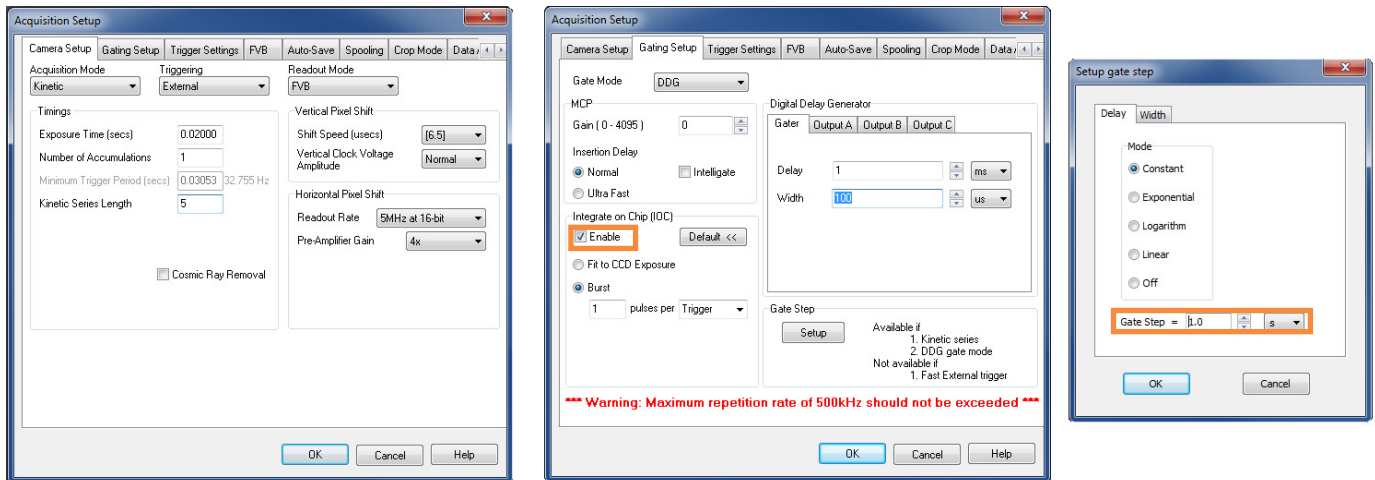 Acquisition Setup
Camera Setup Gating Setup Trigger Settings FVB Auto-Save Spooling Crop Mode Data
Acquisition Mode Triggering Readout Mode
Kinetic External FVB
Timings
Exposure Time (secs) 0.02000
Number of Accumulations 1
Minimum Trigger Period (secs) 0.03053 32.755 Hz
Kinetic Series Length 5
Cosmic Ray Removal
Vertical Pixel Shift
Shift Speed (usecs) [6.5]
Vertical Clock Voltage
Amplitude Normal
Horizontal Pixel Shift
Readout Rate 5MHz at 16-bit
Pre-Amplifier Gain 4x
OK Cancel Help
Acquisition Setup
Camera Setup Gating Setup Trigger Settings FVB Auto-Save Spooling Crop Mode Data
Gate Mode DDG
MCP
Gain ( 0 - 4095 ) 0
Insertion Delay
Normal Intelligate
Ultra Fast
Integrate on Chip (IOC)
Enable Default <<
Fit to CCD Exposure
Burst
1 pulses per Trigger
Digital Delay Generator
Gater Output A Output B Output C
Delay 1 ms
Width 100 us
Gate Step
Setup
Available if
1. Kinetic series
2. DDG gate mode
Not available if
1. Fast External trigger
*** Warning: Maximum repetition rate of 500kHz should not be exceeded ***
OK Cancel Help
Setup gate step
Delay Width
Mode
Constant
Exponential
Logarithm
Linear
Off
Gate Step = 1.0 s
OK Cancel